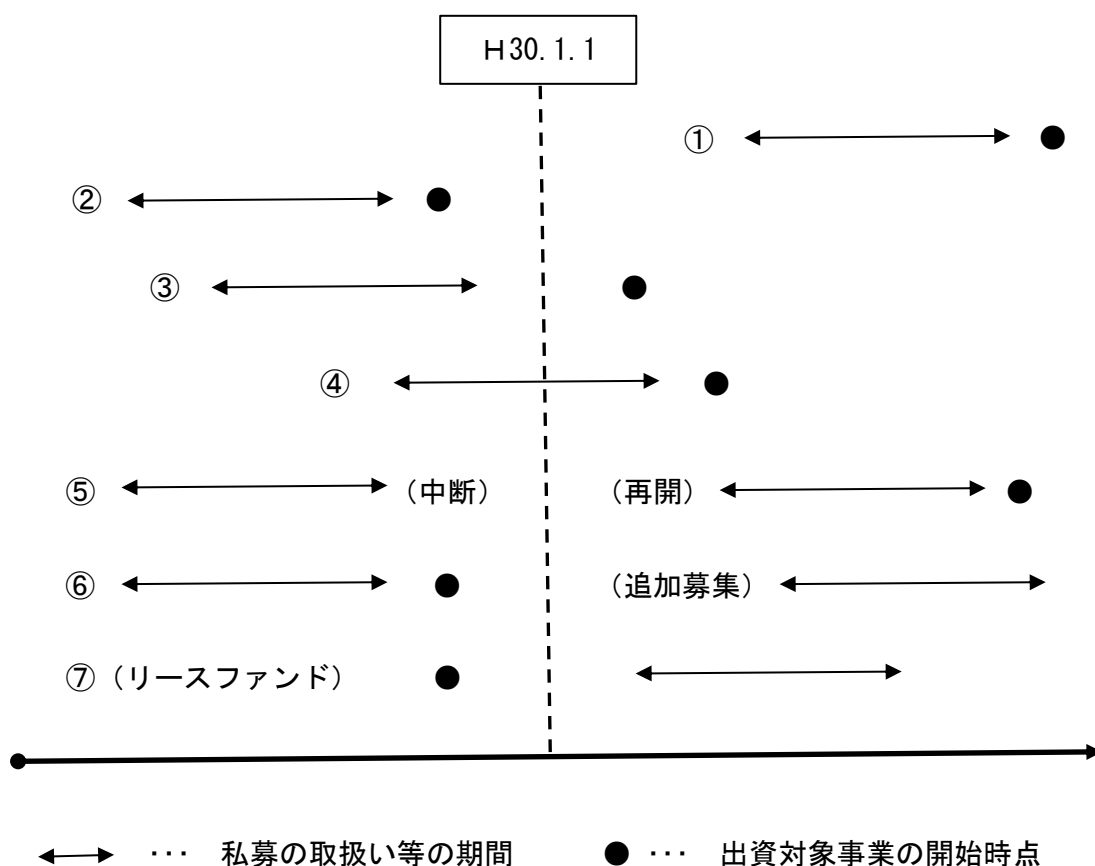 H30.1.1
①
②
③
④
⑤ （中断） （再開）
⑥ （追加募集）
⑦（リースファンド）
・・・ 私募の取扱い等の期間 ・・・ 出資対象事業の開始時点